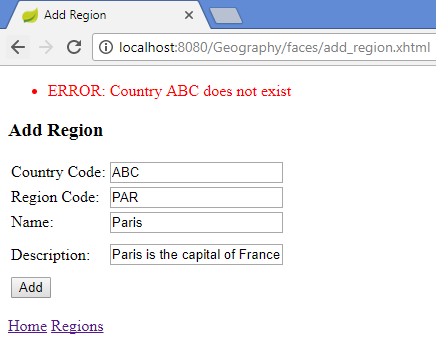 Add Region
localhost:8080/Geography/faces/add_region.xhtml
ERROR: Country ABC does not exist
Add Region
Country Code: ABC
Region Code: PAR
Name: Paris
Description: Paris is the capital of France
Add
Home Regions